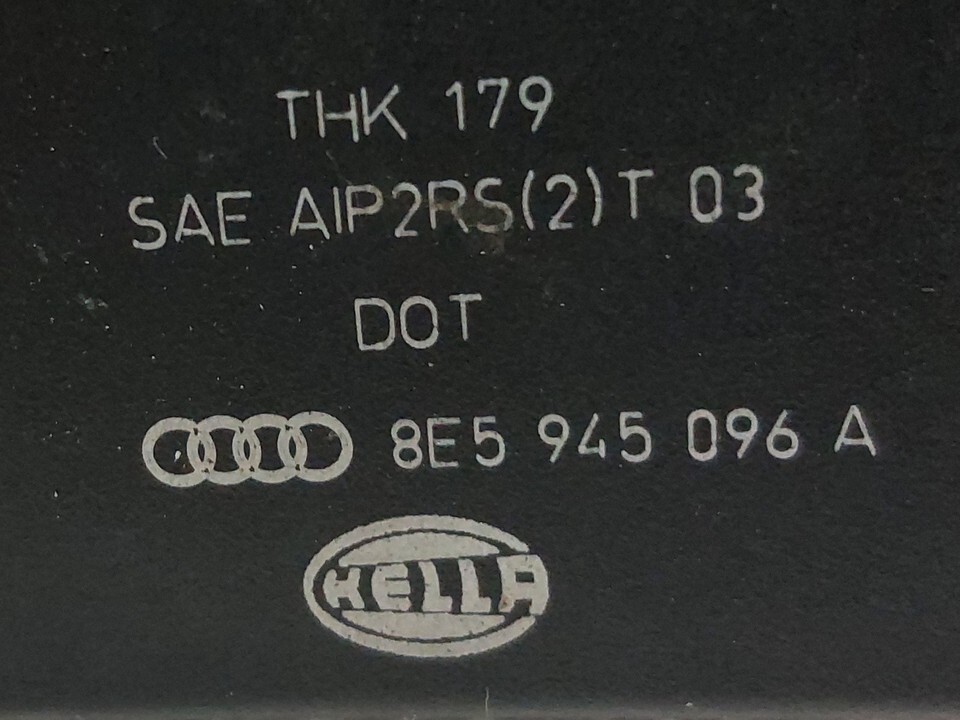 THK 179
SAE AIP2RS(2)T 03
DOT
8E5 945 096 A
HELLA